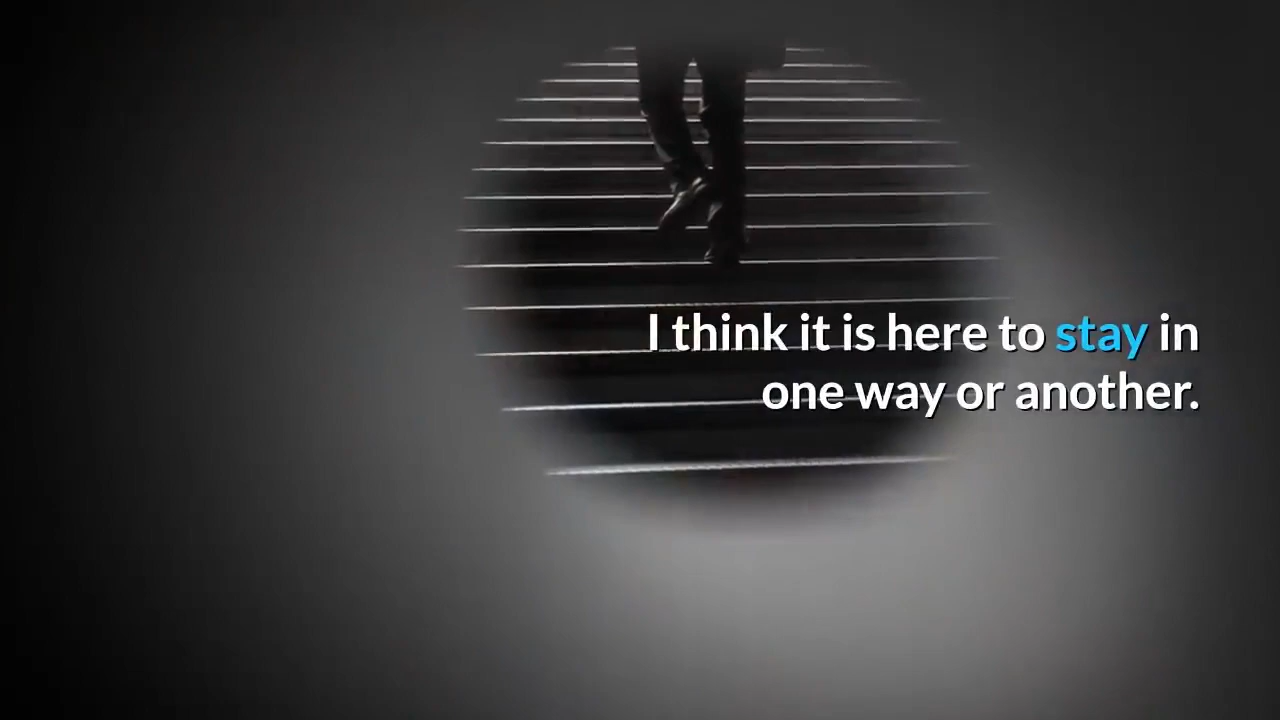 I think it is here to stay in
one way or another.